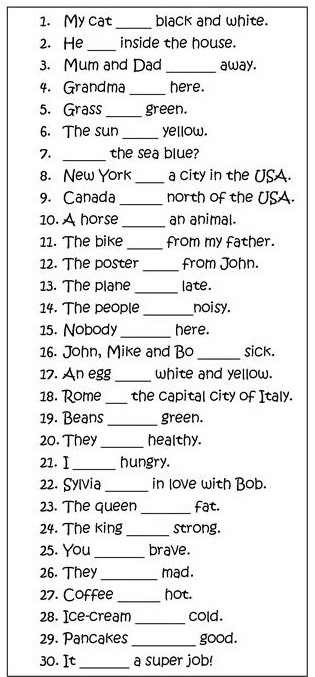 1. My cat _____ black and white.
2. He ____ inside the house.
3. Mum and Dad _______ away.
4. Grandma _____ here.
5. Grass _____ green.
6. The sun _____ yellow.
7. ______ the sea blue?
8. New York ____ a city in the USA.
9. Canada ______ north of the USA.
10. A horse ______ an animal.
11. The bike _____ from my father.
12. The poster _____ from John.
13. The plane ______ late.
14. The people _______noisy.
15. Nobody _______ here.
16. John, Mike and Bo ______ sick.
17. An egg _____ white and yellow.
18. Rome ___ the capital city of Italy.
19. Beans _______ green.
20. They ______ healthy.
21. I ______ hungry.
22. Sylvia ______ in love with Bob.
23. The queen _______ fat.
24. The king ______ strong.
25. You _______ brave.
26. They ________ mad.
27. Coffee ______ hot.
28. Ice-cream _______ cold.
29. Pancakes _________ good.
30. It _______ a super job!